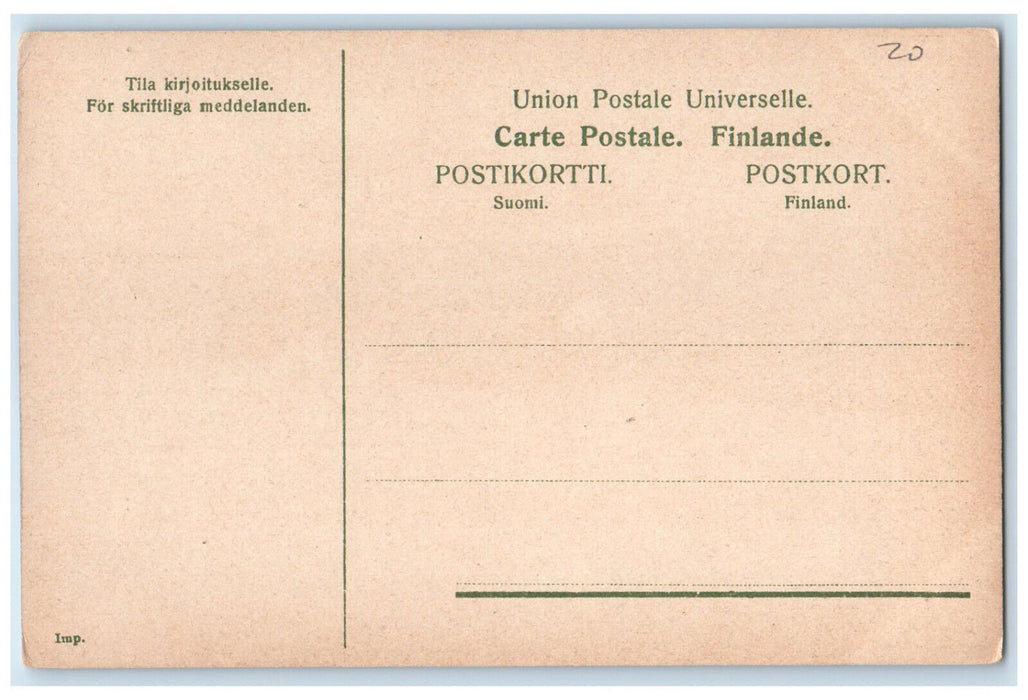 Tila kirjoitukselle.
För skriftliga meddelanden.
20
Union Postale Universelle.
Carte Postale. Finlande.
POSTIKORTTI. POSTKORT.
Suomi. Finland.
Imp.